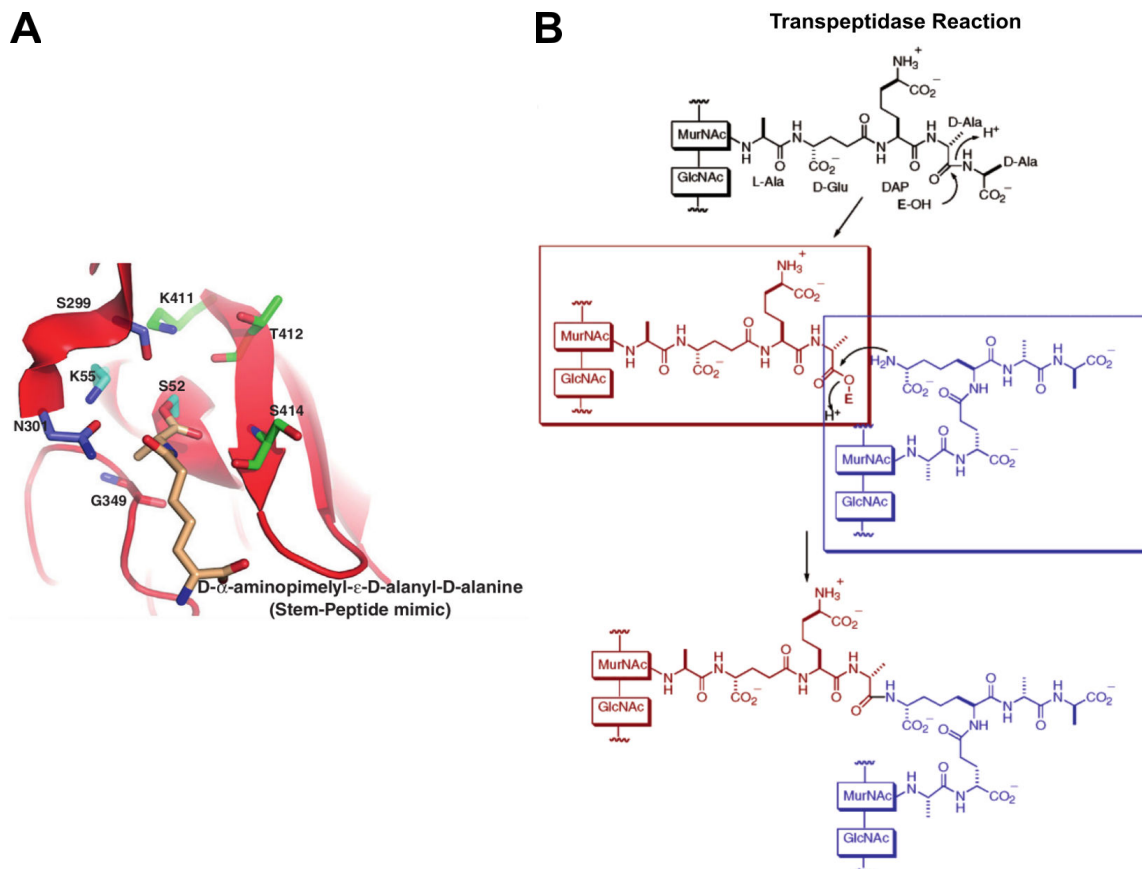 A
S299
K411
T412
K55
S52
N301
S414
G349
D-α-aminopimelyl-ε-D-alanyl-D-alanine
(Stem-Peptide mimic)
B
Transpeptidase Reaction
NH3+
CO2−
MurNAc
GlcNAc
N
H
O
H
N
CO2−
O
N
H
O
H
N
D-Ala
H+
O
H
N
D-Ala
CO2−
L-Ala
D-Glu
DAP
E-OH
NH3+
CO2−
MurNAc
GlcNAc
N
H
O
H
N
CO2−
O
N
H
O
H
N
O
O
E
H+
H2N
CO2−
O
NH
H
N
O
H
N
CO2−
O
MurNAc
GlcNAc
H
N
O
N
H
CO2−
NH3+
CO2−
MurNAc
GlcNAc
N
H
O
H
N
CO2−
O
N
H
O
H
N
O
H
N
CO2−
O
NH
H
N
O
H
N
CO2−
O
MurNAc
GlcNAc
H
N
O
N
H
CO2−